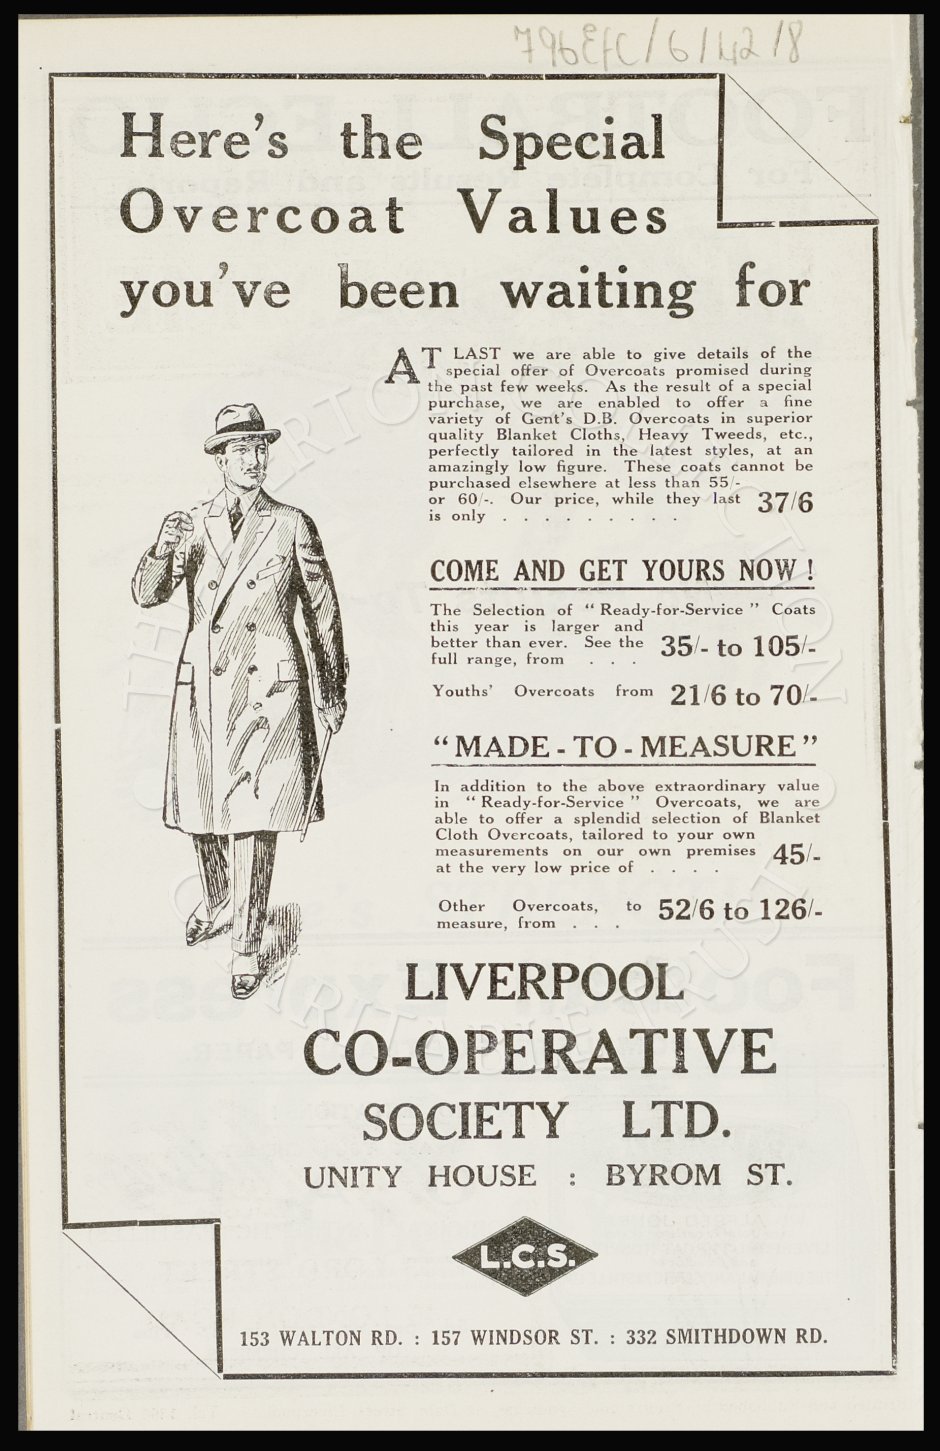 796EFC/6/42/8
Here's the Special
Overcoat Values
you've been waiting for
AT LAST we are able to give details of the
special offer of Overcoats promised during
the past few weeks. As the result of a special
purchase, we are enabled to offer a fine
variety of Gent's D.B. Overcoats in superior
quality Blanket Cloths, Heavy Tweeds, etc.,
perfectly tailored in the latest styles, at an
amazingly low figure. These coats cannot be
purchased elsewhere at less than 55/-
or 60/-. Our price, while they last 37/6
is only . . . . . . . . .
COME AND GET YOURS NOW !
The Selection of “ Ready-for-Service ” Coats
this year is larger and
better than ever. See the 35/- to 105/-
full range, from . . .
Youths' Overcoats from 21/6 to 70/-
“MADE - TO - MEASURE”
In addition to the above extraordinary value
in “ Ready-for-Service ” Overcoats, we are
able to offer a splendid selection of Blanket
Cloth Overcoats, tailored to your own
measurements on our own premises 45/-
at the very low price of . . . .
Other Overcoats, to 52/6 to 126/-
measure, from . . .
LIVERPOOL
CO-OPERATIVE
SOCIETY LTD.
UNITY HOUSE : BYROM ST.
L.C.S.
153 WALTON RD. : 157 WINDSOR ST. : 332 SMITHDOWN RD.
THE EVERTON COLLECTION
CHARITABLE TRUST